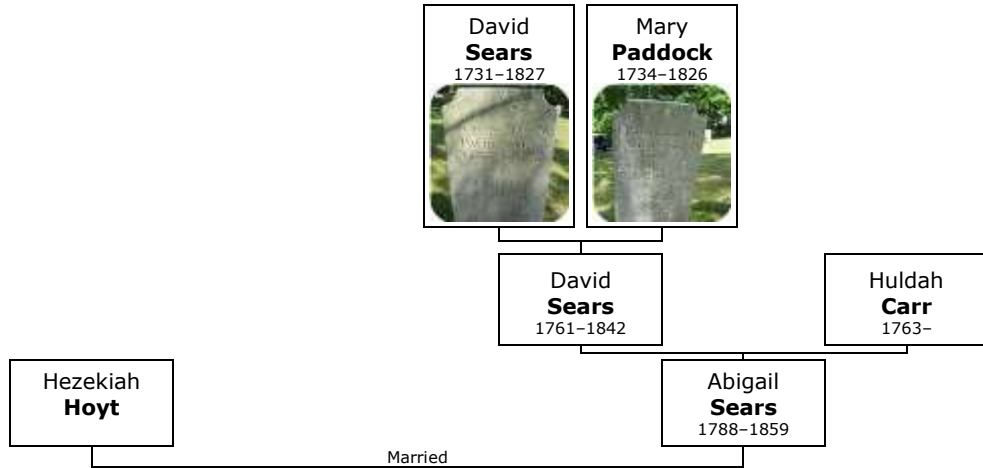 David
Sears
1731–1827
Mary
Paddock
1734–1826
David
Sears
1761–1842
Huldah
Carr
1763–
Hezekiah
Hoyt
Abigail
Sears
1788–1859
Married